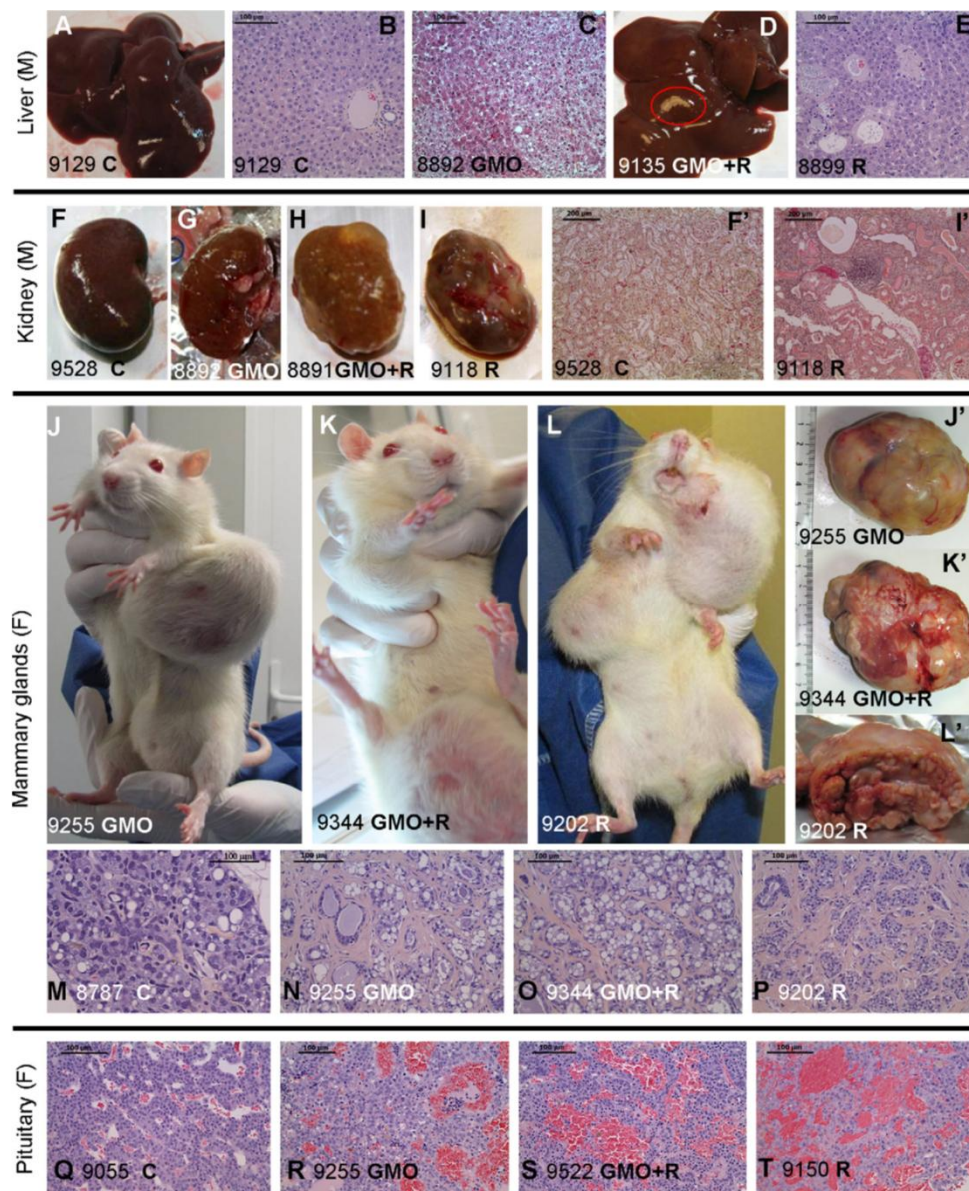 Liver (M)
A
9129 C
100 µm
B
9129 C
100 µm
C
8892 GMO
D
9135 GMO+R
100 µm
E
8899 R
Kidney (M)
F
9528 C
G
8892 GMO
H
8891 GMO+R
I
9118 R
200 µm
F'
9528 C
200 µm
I'
9118 R
Mammary glands (F)
J
9255 GMO
K
9344 GMO+R
L
9202 R
J'
9255 GMO
K'
9344 GMO+R
L'
9202 R
100 µm
M 8787 C
100 µm
N 9255 GMO
100 µm
O 9344 GMO+R
100 µm
P 9202 R
Pituitary (F)
100 µm
Q 9055 C
100 µm
R 9255 GMO
100 µm
S 9522 GMO+R
100 µm
T 9150 R